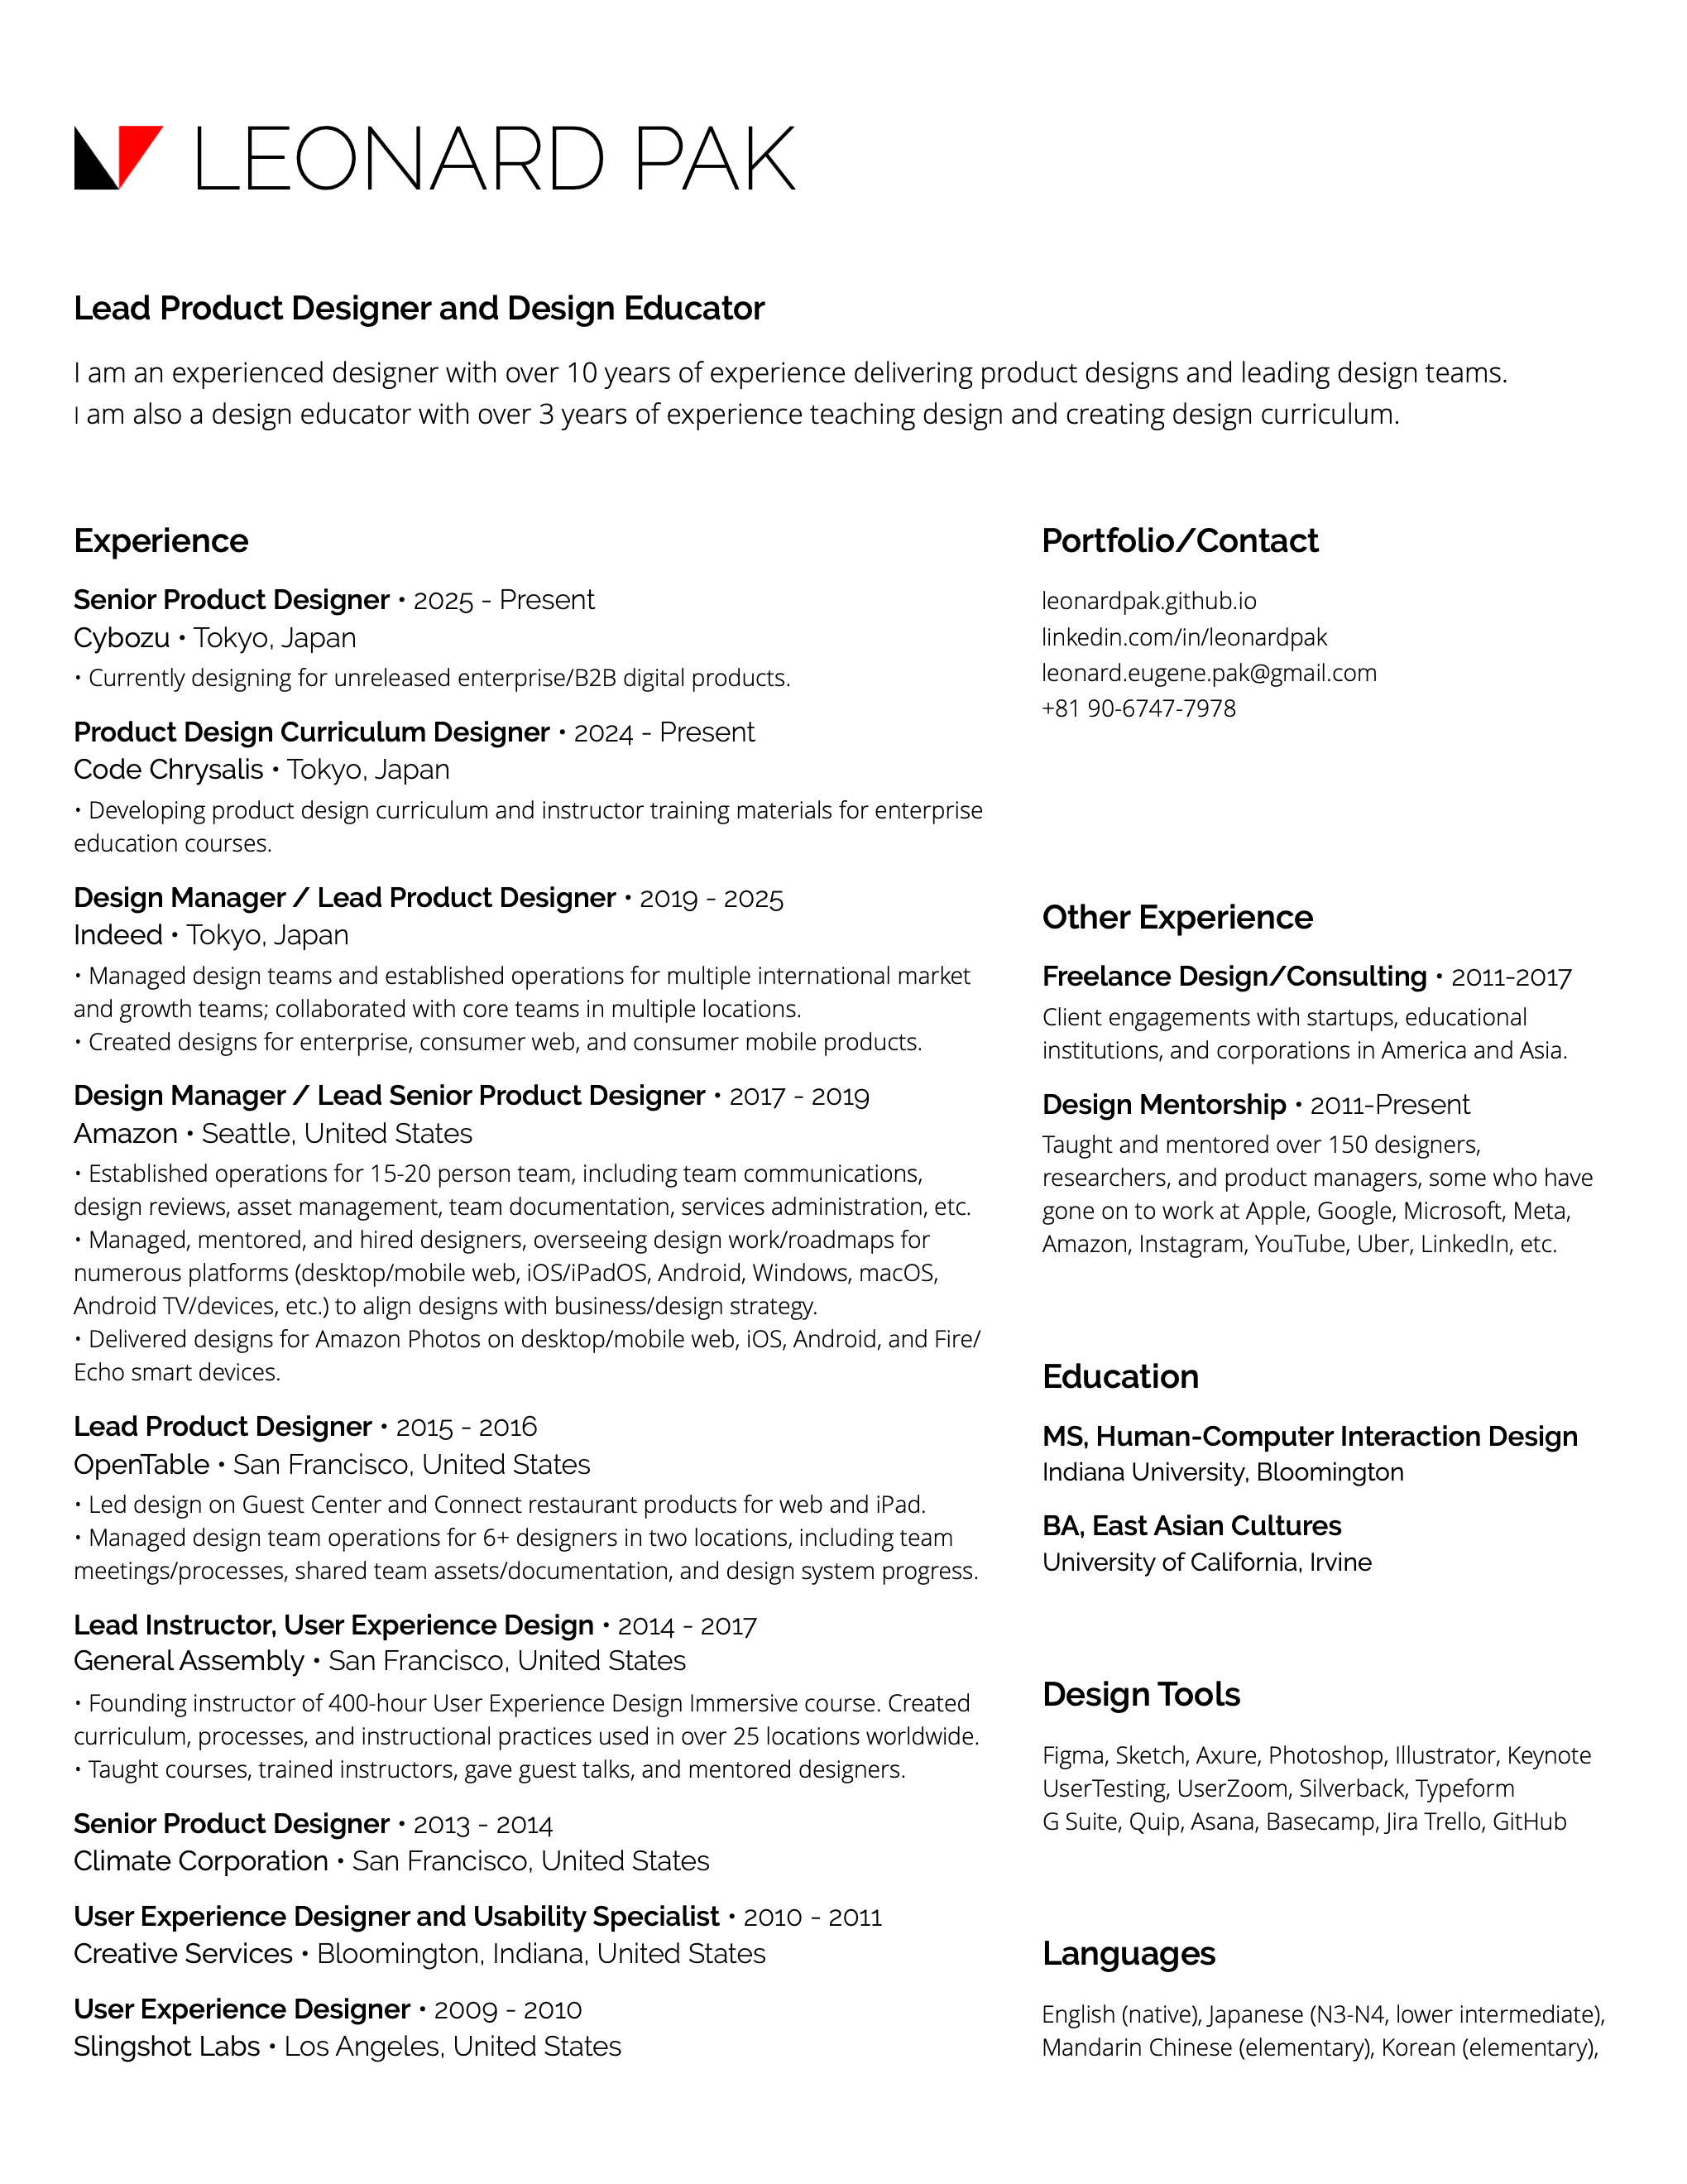 LEONARD PAK
Lead Product Designer and Design Educator
I am an experienced designer with over 10 years of experience delivering product designs and leading design teams.
I am also a design educator with over 3 years of experience teaching design and creating design curriculum.
Experience
Senior Product Designer • 2025 - Present
Cybozu • Tokyo, Japan
• Currently designing for unreleased enterprise/B2B digital products.
Product Design Curriculum Designer • 2024 - Present
Code Chrysalis • Tokyo, Japan
• Developing product design curriculum and instructor training materials for enterprise
education courses.
Design Manager / Lead Product Designer • 2019 - 2025
Indeed • Tokyo, Japan
• Managed design teams and established operations for multiple international market
and growth teams; collaborated with core teams in multiple locations.
• Created designs for enterprise, consumer web, and consumer mobile products.
Design Manager / Lead Senior Product Designer • 2017 - 2019
Amazon • Seattle, United States
• Established operations for 15-20 person team, including team communications,
design reviews, asset management, team documentation, services administration, etc.
• Managed, mentored, and hired designers, overseeing design work/roadmaps for
numerous platforms (desktop/mobile web, iOS/iPadOS, Android, Windows, macOS,
Android TV/devices, etc.) to align designs with business/design strategy.
• Delivered designs for Amazon Photos on desktop/mobile web, iOS, Android, and Fire/
Echo smart devices.
Lead Product Designer • 2015 - 2016
OpenTable • San Francisco, United States
• Led design on Guest Center and Connect restaurant products for web and iPad.
• Managed design team operations for 6+ designers in two locations, including team
meetings/processes, shared team assets/documentation, and design system progress.
Lead Instructor, User Experience Design • 2014 - 2017
General Assembly • San Francisco, United States
• Founding instructor of 400-hour User Experience Design Immersive course. Created
curriculum, processes, and instructional practices used in over 25 locations worldwide.
• Taught courses, trained instructors, gave guest talks, and mentored designers.
Senior Product Designer • 2013 - 2014
Climate Corporation • San Francisco, United States
User Experience Designer and Usability Specialist • 2010 - 2011
Creative Services • Bloomington, Indiana, United States
User Experience Designer • 2009 - 2010
Slingshot Labs • Los Angeles, United States
Portfolio/Contact
leonardpak.github.io
linkedin.com/in/leonardpak
leonard.eugene.pak@gmail.com
+81 90-6747-7978
Other Experience
Freelance Design/Consulting • 2011-2017
Client engagements with startups, educational
institutions, and corporations in America and Asia.
Design Mentorship • 2011-Present
Taught and mentored over 150 designers,
researchers, and product managers, some who have
gone on to work at Apple, Google, Microsoft, Meta,
Amazon, Instagram, YouTube, Uber, LinkedIn, etc.
Education
MS, Human-Computer Interaction Design
Indiana University, Bloomington
BA, East Asian Cultures
University of California, Irvine
Design Tools
Figma, Sketch, Axure, Photoshop, Illustrator, Keynote
UserTesting, UserZoom, Silverback, Typeform
G Suite, Quip, Asana, Basecamp, Jira Trello, GitHub
Languages
English (native), Japanese (N3-N4, lower intermediate),
Mandarin Chinese (elementary), Korean (elementary),